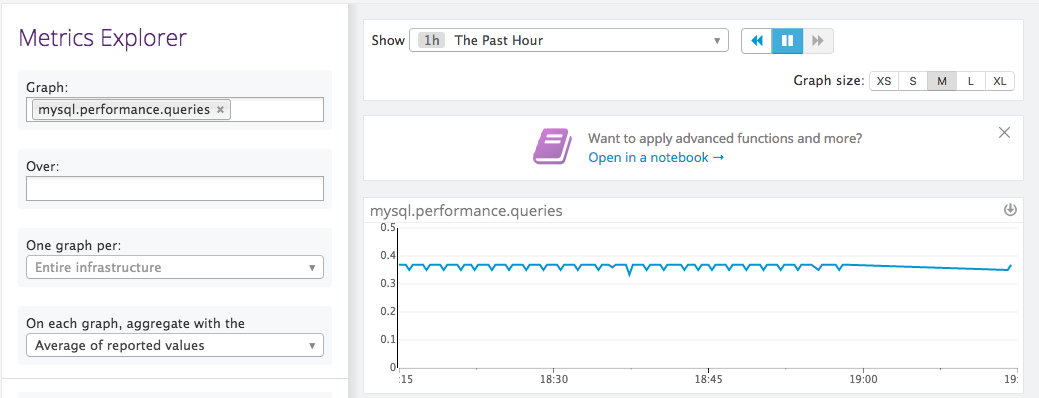 Metrics Explorer
Graph:
mysql.performance.queries ×
Over:
One graph per:
Entire infrastructure
On each graph, aggregate with the
Average of reported values
Show 1h The Past Hour
Graph size: XS S M L XL
Want to apply advanced functions and more?
Open in a notebook →
mysql.performance.queries
0.5
0.4
0.3
0.2
0.1
0
:15 18:30 18:45 19:00 19: